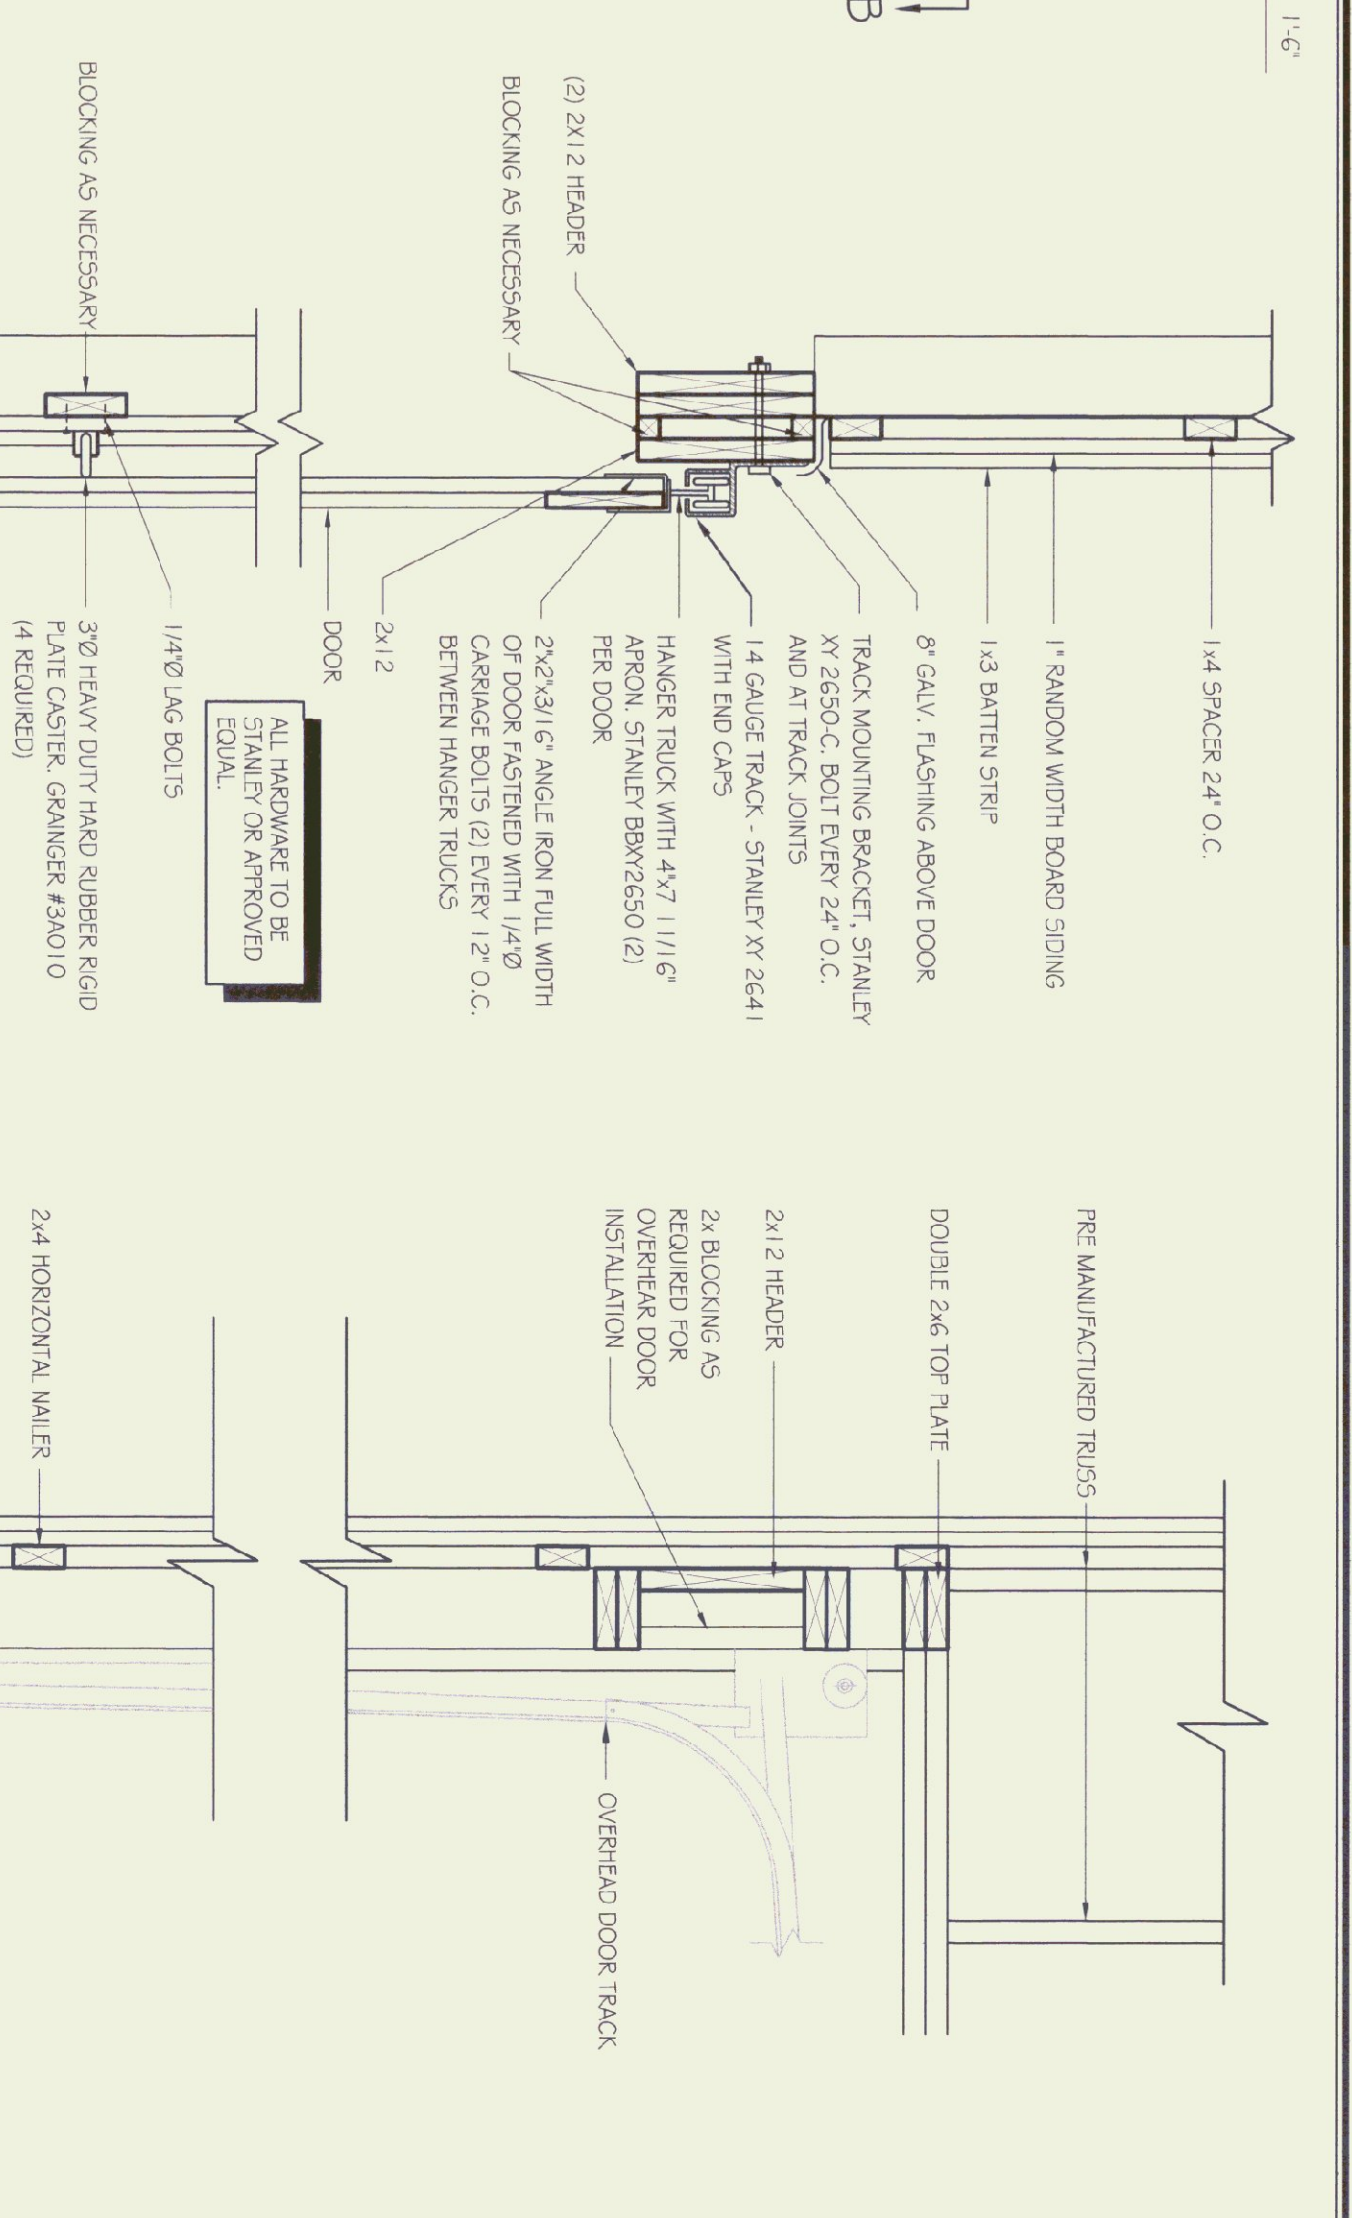 1'-6"
B
1x4 SPACER 24" O.C.
1" RANDOM WIDTH BOARD SIDING
1x3 BATTEN STRIP
8" GALV. FLASHING ABOVE DOOR
TRACK MOUNTING BRACKET, STANLEY
XY 2650-C. BOLT EVERY 24" O.C.
AND AT TRACK JOINTS
14 GAUGE TRACK - STANLEY XY 2641
WITH END CAPS
HANGER TRUCK WITH 4"x7 11/16"
APRON. STANLEY BBXY2650 (2)
PER DOOR
2"x2"x3/16" ANGLE IRON FULL WIDTH
OF DOOR FASTENED WITH 1/4"Ø
CARRIAGE BOLTS (2) EVERY 12" O.C.
BETWEEN HANGER TRUCKS
2x12
DOOR
ALL HARDWARE TO BE
STANLEY OR APPROVED
EQUAL.
1/4"Ø LAG BOLTS
3"Ø HEAVY DUTY HARD RUBBER RIGID
PLATE CASTER. GRAINGER #3A010
(4 REQUIRED)
(2) 2X12 HEADER
BLOCKING AS NECESSARY
BLOCKING AS NECESSARY
PRE MANUFACTURED TRUSS
DOUBLE 2x6 TOP PLATE
2x12 HEADER
2x BLOCKING AS
REQUIRED FOR
OVERHEAR DOOR
INSTALLATION
OVERHEAD DOOR TRACK
2x4 HORIZONTAL NAILER